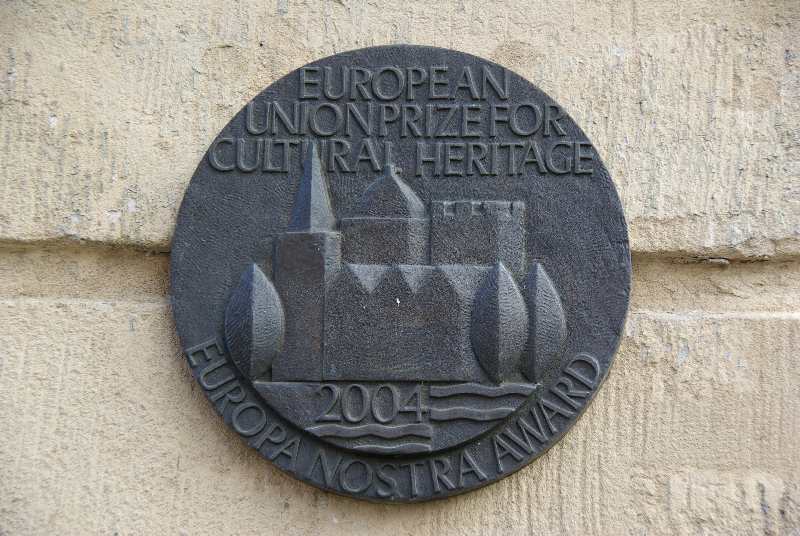 EUROPEAN
UNION PRIZE FOR
CULTURAL HERITAGE
2004
EUROPA NOSTRA AWARD